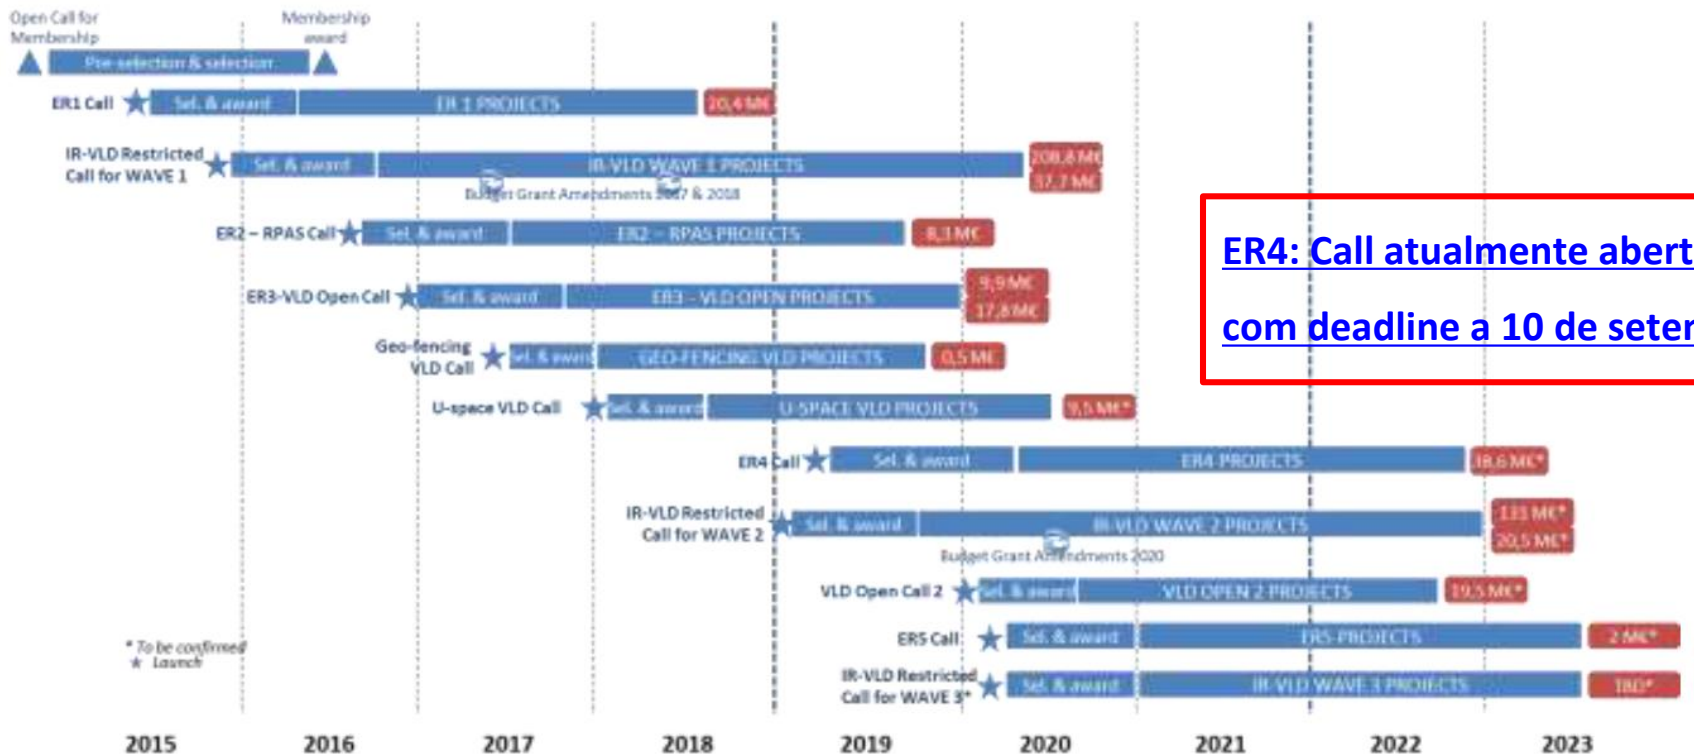 Open Call for
Membership
Membership
award
Pre-selection & selection
ER1 Call
Sel. & award
ER 1 PROJECTS
20,4 M€
IR-VLD Restricted
Call for WAVE 1
Sel. & award
IR-VLD WAVE 1 PROJECTS
208,8 M€
37,7 M€
Budget Grant Amendments 2017 & 2018
ER2 – RPAS Call
Sel. & award
ER2 – RPAS PROJECTS
8,3 M€
ER4: Call atualmente abert
com deadline a 10 de seter
ER3-VLD Open Call
Sel. & award
ER3 - VLD OPEN PROJECTS
9,9 M€
17,8 M€
Geo-fencing
VLD Call
Sel. & award
GEO-FENCING VLD PROJECTS
0,5 M€
U-space VLD Call
Sel. & award
U-SPACE VLD PROJECTS
9,5 M€*
ER4 Call
Sel. & award
ER4 PROJECTS
38,6 M€*
IR-VLD Restricted
Call for WAVE 2
Sel. & award
IR-VLD WAVE 2 PROJECTS
20,5 M€*
Budget Grant Amendments 2020
VLD Open Call 2
Sel. & award
VLD OPEN 2 PROJECTS
19,5 M€*
ER5 Call
Sel. & award
ER5 PROJECTS
2 M€*
IR-VLD Restricted
Call for WAVE 3*
Sel. & award
IR-VLD WAVE 3 PROJECTS
180*
* To be confirmed
★ Launch
2015 2016 2017 2018 2019 2020 2021 2022 2023